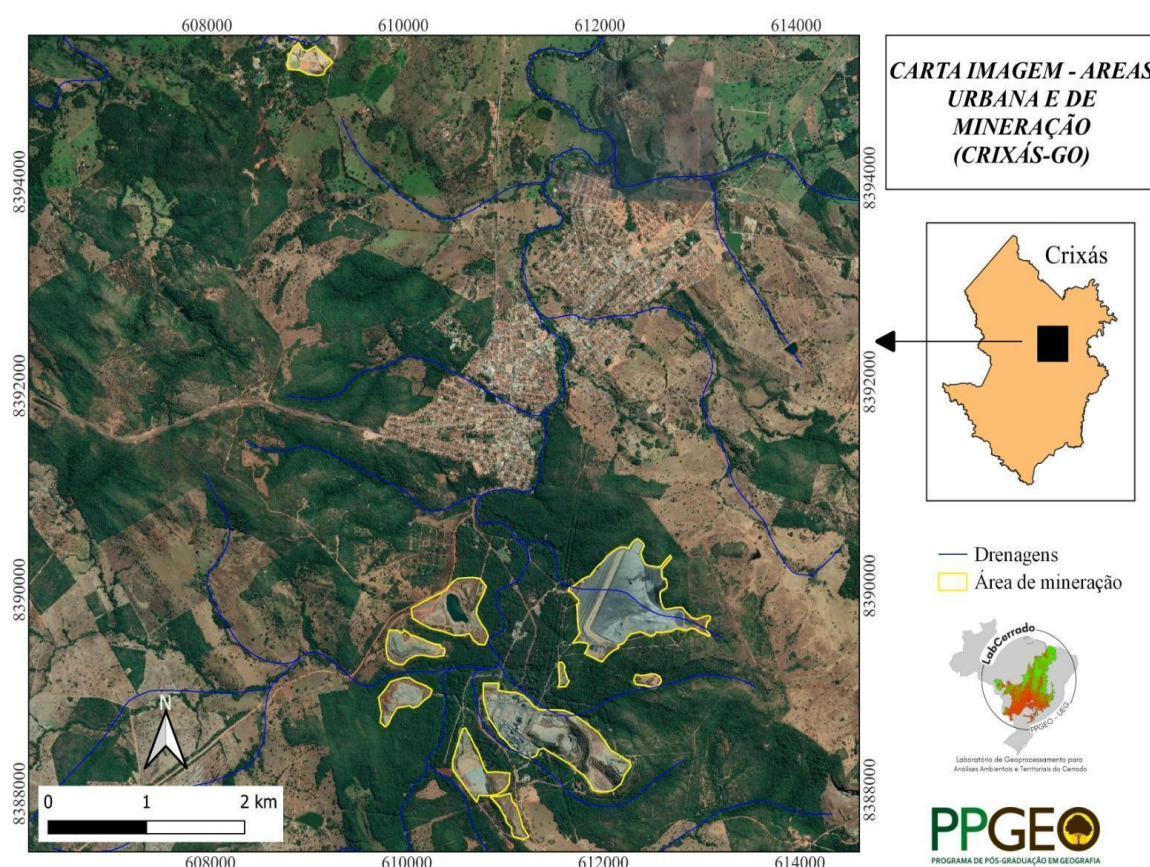 608000 610000 612000 614000
CARTA IMAGEM - AREAS
URBANA E DE
MINERAÇÃO
(CRIXÁS-GO)
8394000
8394000
Crixás
8392000
8392000
8390000
8390000
Drenagens
Área de mineração
LabCerrado
PPGEO - UEG
Laboratório de Geoprocessamento para
Análises Ambientais e Territoriais do Cerrado
N
8388000
8388000
0 1 2 km
PPGEO
PROGRAMA DE PÓS-GRADUAÇÃO EM GEOGRAFIA
608000 610000 612000 614000